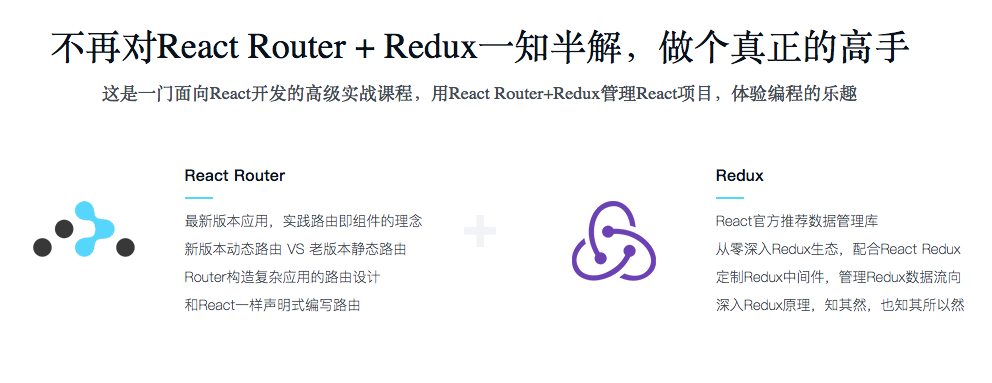 不再对React Router + Redux一知半解，做个真正的高手
这是一门面向React开发的高级实战课程，用React Router+Redux管理React项目，体验编程的乐趣
React Router
最新版本应用，实践路由即组件的理念
新版本动态路由 VS 老版本静态路由
Router构造复杂应用的路由设计
和React一样声明式编写路由
+
Redux
React官方推荐数据管理库
从零深入Redux生态，配合React Redux
定制Redux中间件，管理Redux数据流向
深入Redux原理，知其然，也知其所以然